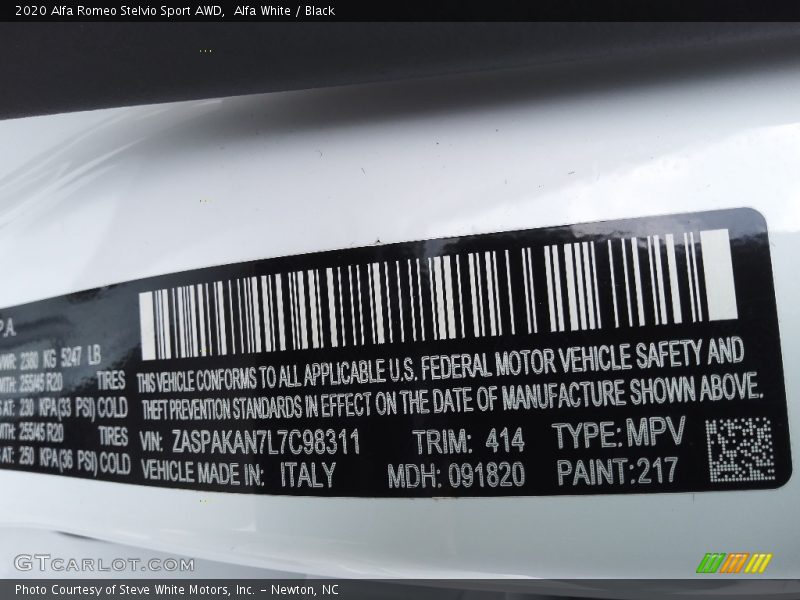 2020 Alfa Romeo Stelvio Sport AWD,  Alfa White / Black
P.A.
2380 KG 5247 LB
255/45 R20 TIRES
AT: 230 KPA(33 PSI) COLD
255/45 R20 TIRES
AT: 250 KPA(36 PSI) COLD
THIS VEHICLE CONFORMS TO ALL APPLICABLE U.S. FEDERAL MOTOR VEHICLE SAFETY AND
THEFT PREVENTION STANDARDS IN EFFECT ON THE DATE OF MANUFACTURE SHOWN ABOVE.
VIN: ZASPAKAN7L7C98311 TRIM: 414 TYPE: MPV
VEHICLE MADE IN: ITALY MDH: 091820 PAINT:217
GTCARLOT.COM
Photo Courtesy of Steve White Motors, Inc. – Newton, NC